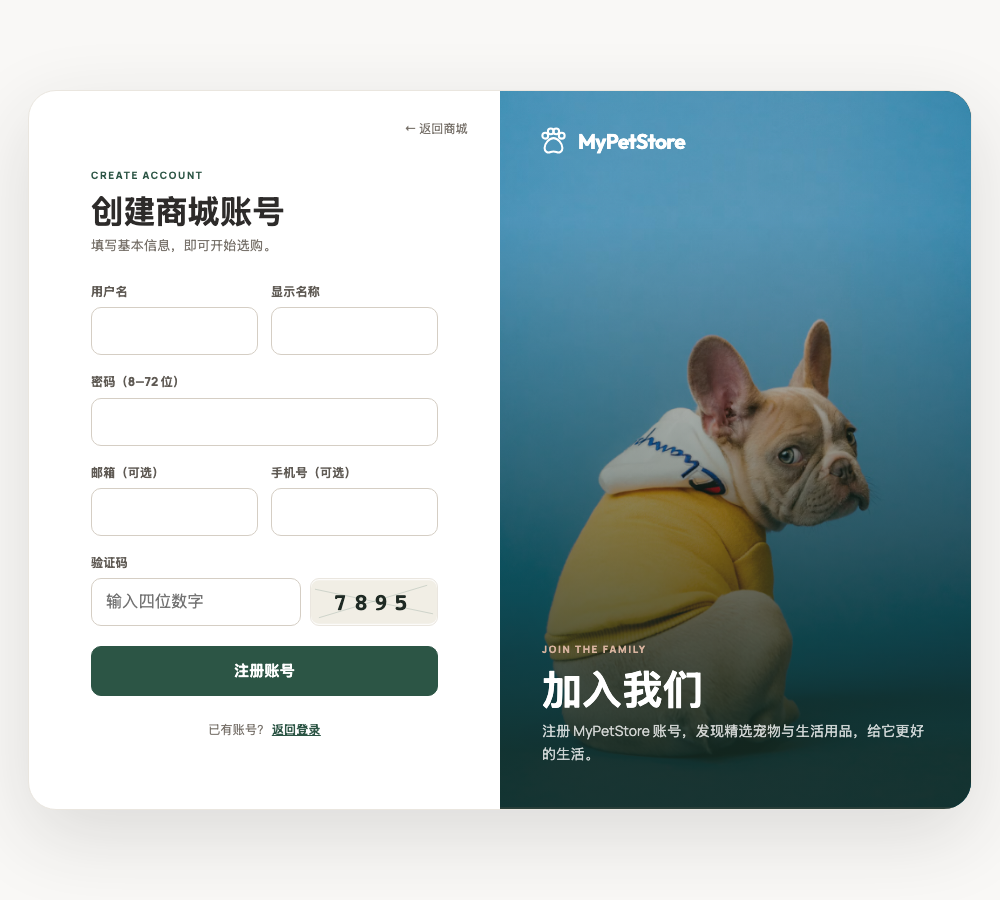 ← 返回商城
CREATE ACCOUNT
创建商城账号
填写基本信息，即可开始选购。
用户名
显示名称
密码（8–72 位）
邮箱（可选）
手机号（可选）
验证码
输入四位数字
7895
注册账号
已有账号？ 返回登录
MyPetStore
Champ
JOIN THE FAMILY
加入我们
注册 MyPetStore 账号，发现精选宠物与生活用品，给它更好
的生活。